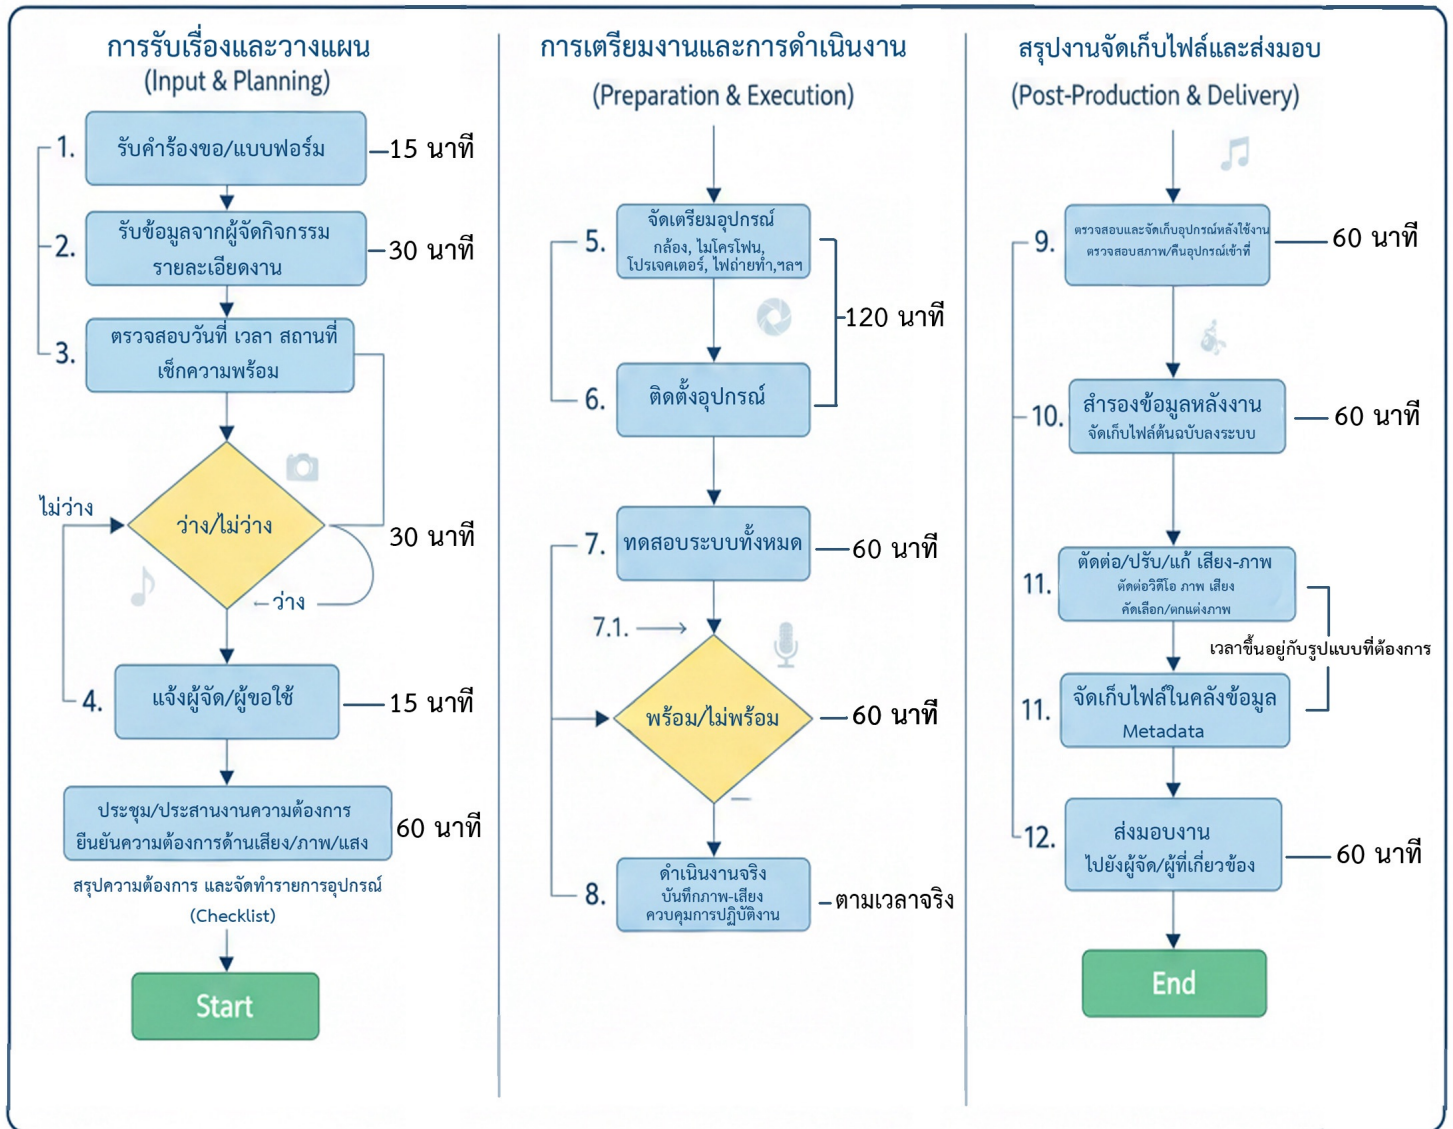 การรับเรื่องและวางแผน
(Input & Planning)
1.
รับคำร้องขอ/แบบฟอร์ม
15 นาที
2.
รับข้อมูลจากผู้จัดกิจกรรม
รายละเอียดงาน
30 นาที
3.
ตรวจสอบวันที่ เวลา สถานที่
เช็กความพร้อม
ไม่ว่าง
ว่าง/ไม่ว่าง
30 นาที
←ว่าง
4.
แจ้งผู้จัด/ผู้ขอใช้
15 นาที
ประชุม/ประสานงานความต้องการ
ยืนยันความต้องการด้านเสียง/ภาพ/แสง
60 นาที
สรุปความต้องการ และจัดทำรายการอุปกรณ์
(Checklist)
Start
การเตรียมงานและการดำเนินงาน
(Preparation & Execution)
5.
จัดเตรียมอุปกรณ์
กล้อง, ไมโครโฟน,
โปรเจคเตอร์, ไฟถ่ายทำ,ฯลฯ
120 นาที
6.
ติดตั้งอุปกรณ์
7.
ทดสอบระบบทั้งหมด
60 นาที
7.1.
พร้อม/ไม่พร้อม
60 นาที
8.
ดำเนินงานจริง
บันทึกภาพ-เสียง
ควบคุมการปฏิบัติงาน
ตามเวลาจริง
สรุปงานจัดเก็บไฟล์และส่งมอบ
(Post-Production & Delivery)
9.
ตรวจสอบและจัดเก็บอุปกรณ์หลังใช้งาน
ตรวจสอบสภาพ/คืนอุปกรณ์เข้าที่
60 นาที
10.
สำรองข้อมูลหลังงาน
จัดเก็บไฟล์ต้นฉบับลงระบบ
60 นาที
11.
ตัดต่อ/ปรับ/แก้ เสียง-ภาพ
ตัดต่อวิดีโอ ภาพ เสียง
คัดเลือก/ตกแต่งภาพ
เวลาขึ้นอยู่กับรูปแบบที่ต้องการ
11.
จัดเก็บไฟล์ในคลังข้อมูล
Metadata
12.
ส่งมอบงาน
ไปยังผู้จัด/ผู้ที่เกี่ยวข้อง
60 นาที
End